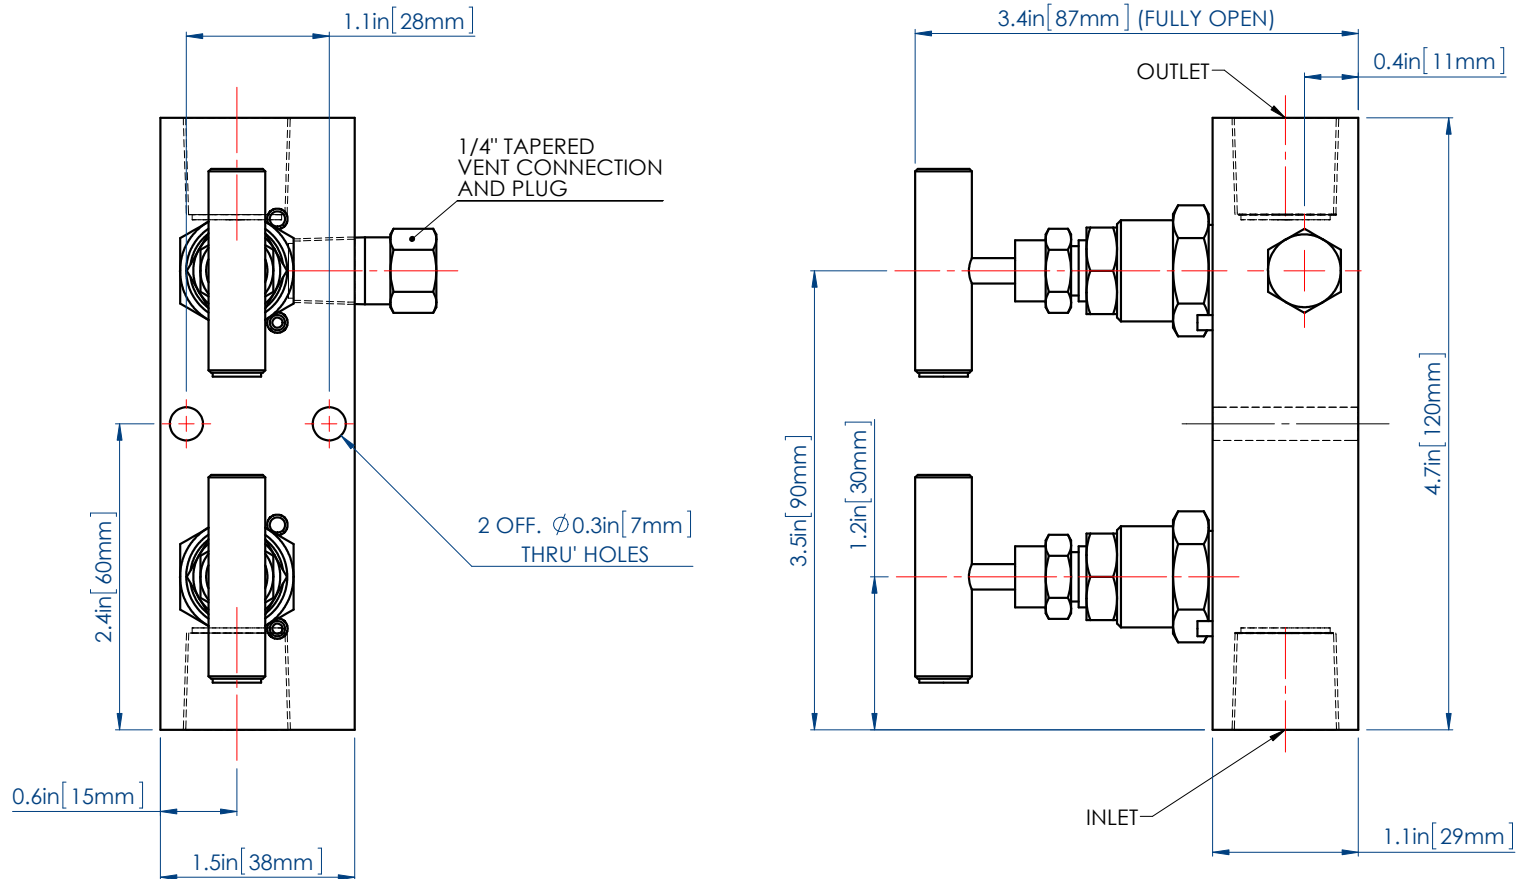 1.1in[28mm]
3.4in[87mm] (FULLY OPEN)
OUTLET
0.4in[11mm]
1/4" TAPERED
VENT CONNECTION
AND PLUG
2 OFF. ∅0.3in[7mm]
THRU' HOLES
2.4in[60mm]
3.5in[90mm]
1.2in[30mm]
4.7in[120mm]
0.6in[15mm]
INLET
1.5in[38mm]
1.1in[29mm]